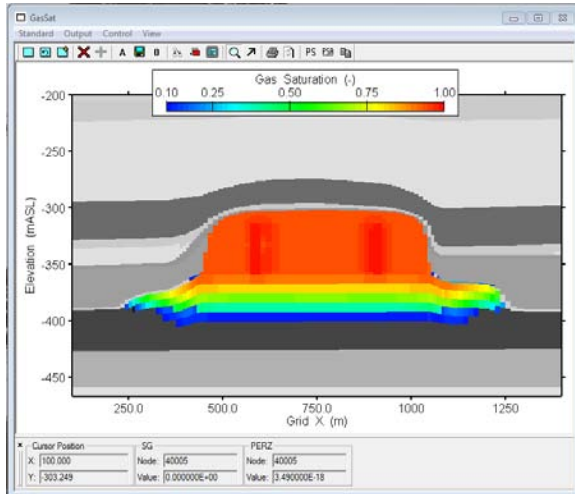 GasSat
Standard Output Control View
A θ PS
Gas Saturation (-)
0.10 0.25 0.50 0.75 1.00
-200
-250
-300
-350
-400
-450
Elevation (mASL)
250.0 500.0 750.0 1000 1250
Grid X (m)
Cursor Position SG PERZ
X: 100.000 Node: 40005 Node: 40005
Y: -303.249 Value: 0.000000E+00 Value: 3.490000E-18